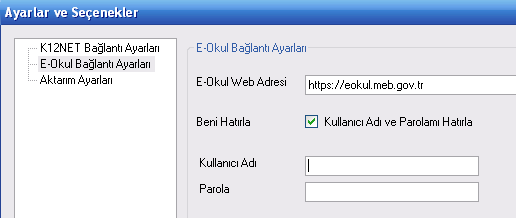 Ayarlar ve Seçenekler
K12NET Bağlantı Ayarları
E-Okul Bağlantı Ayarları
Aktarım Ayarları
E-Okul Bağlantı Ayarları
E-Okul Web Adresi
https://eokul.meb.gov.tr
Beni Hatırla
Kullanıcı Adı ve Parolamı Hatırla
Kullanıcı Adı
Parola